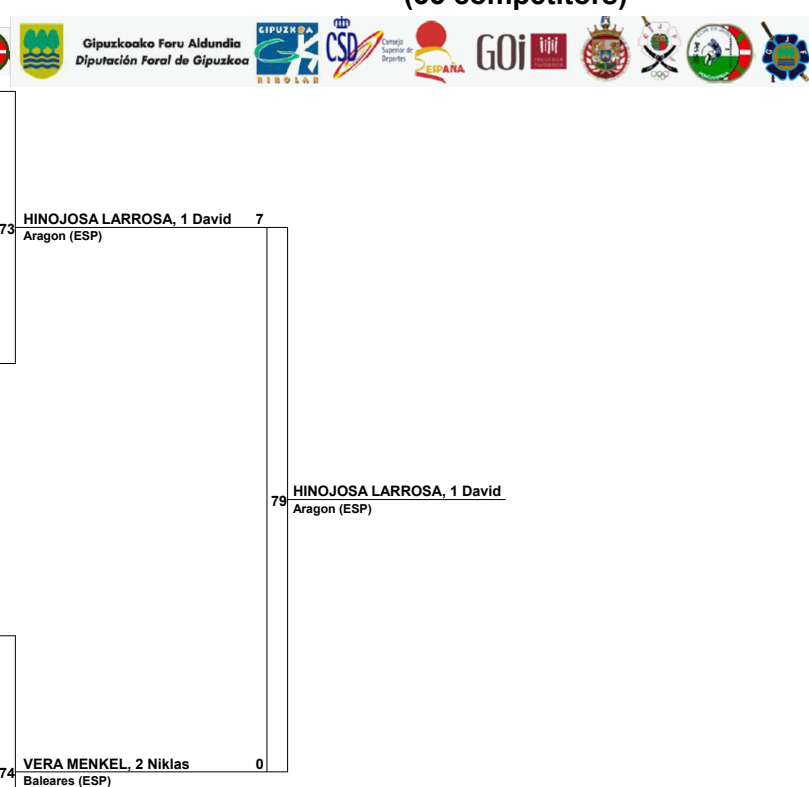 Gipuzkoako Foru Aldundia
Diputación Foral de Gipuzkoa
GIPUZKOA
KIROLAK
CSD
Consejo
Superior de
Deportes
ESPAÑA
GOi
HINOJOSA LARROSA, 1 David 7
73
Aragon (ESP)
HINOJOSA LARROSA, 1 David
79
Aragon (ESP)
VERA MENKEL, 2 Niklas 0
74
Baleares (ESP)